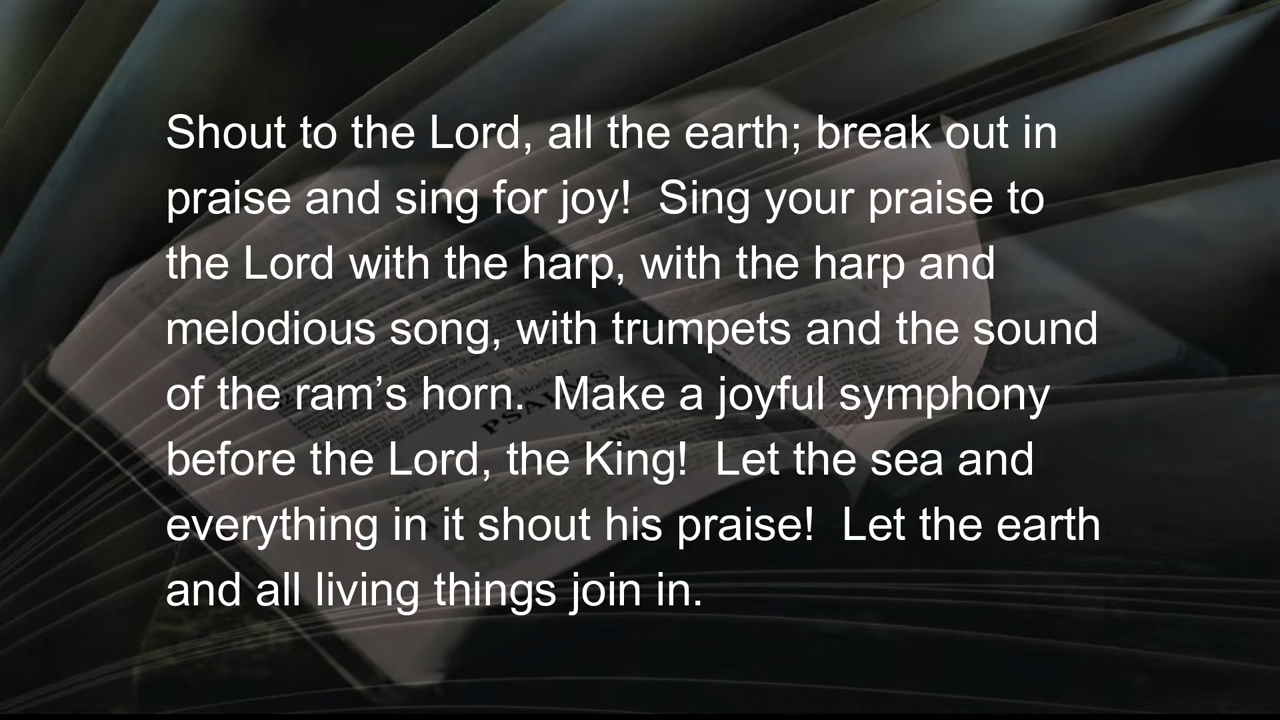 Shout to the Lord, all the earth; break out in
praise and sing for joy!  Sing your praise to
the Lord with the harp, with the harp and
melodious song, with trumpets and the sound
of the ram’s horn.  Make a joyful symphony
before the Lord, the King!  Let the sea and
everything in it shout his praise!  Let the earth
and all living things join in.